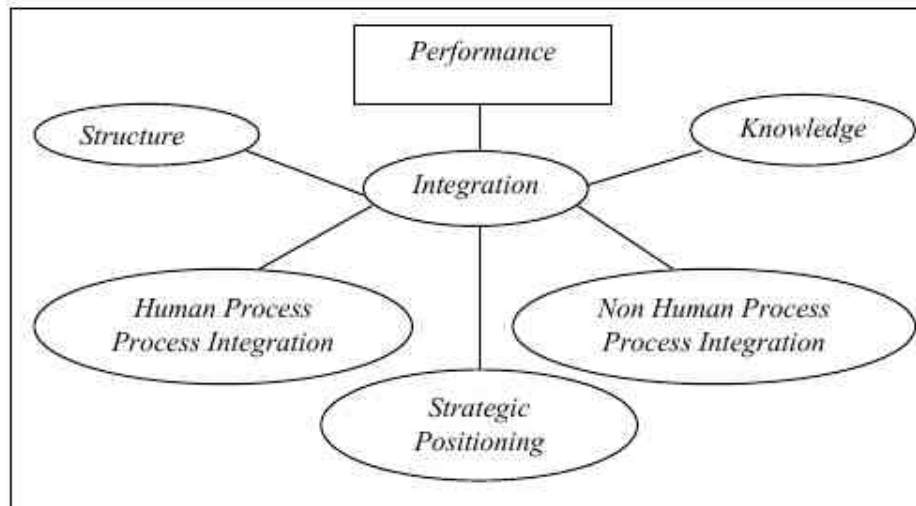 Performance
Structure
Knowledge
Integration
Human Process
Process Integration
Non Human Process
Process Integration
Strategic
Positioning